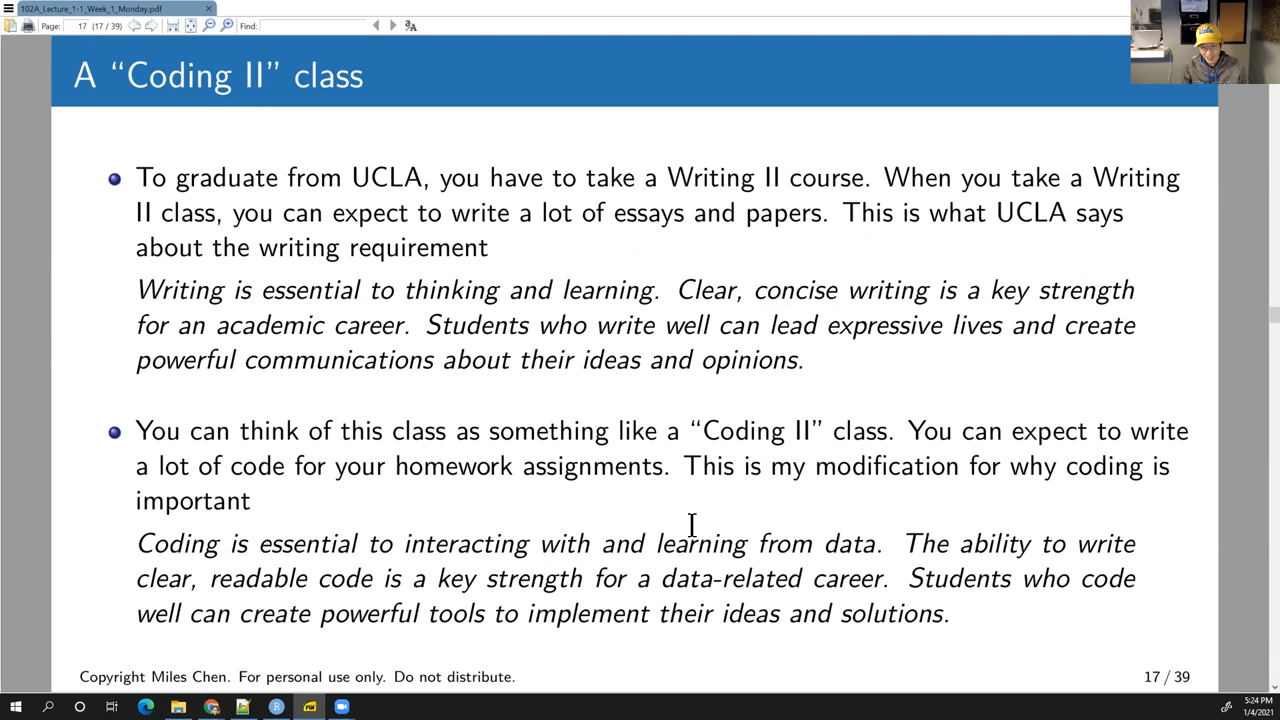 102A_Lecture_1-1_Week_1_Monday.pdf
Page: 17 (17 / 39) Find:
A “Coding II” class
To graduate from UCLA, you have to take a Writing II course. When you take a Writing
II class, you can expect to write a lot of essays and papers. This is what UCLA says
about the writing requirement
Writing is essential to thinking and learning. Clear, concise writing is a key strength
for an academic career. Students who write well can lead expressive lives and create
powerful communications about their ideas and opinions.
You can think of this class as something like a “Coding II” class. You can expect to write
a lot of code for your homework assignments. This is my modification for why coding is
important
Coding is essential to interacting with and learning from data. The ability to write
clear, readable code is a key strength for a data-related career. Students who code
well can create powerful tools to implement their ideas and solutions.
Copyright Miles Chen. For personal use only. Do not distribute. 17 / 39
5:24 PM
1/4/2021